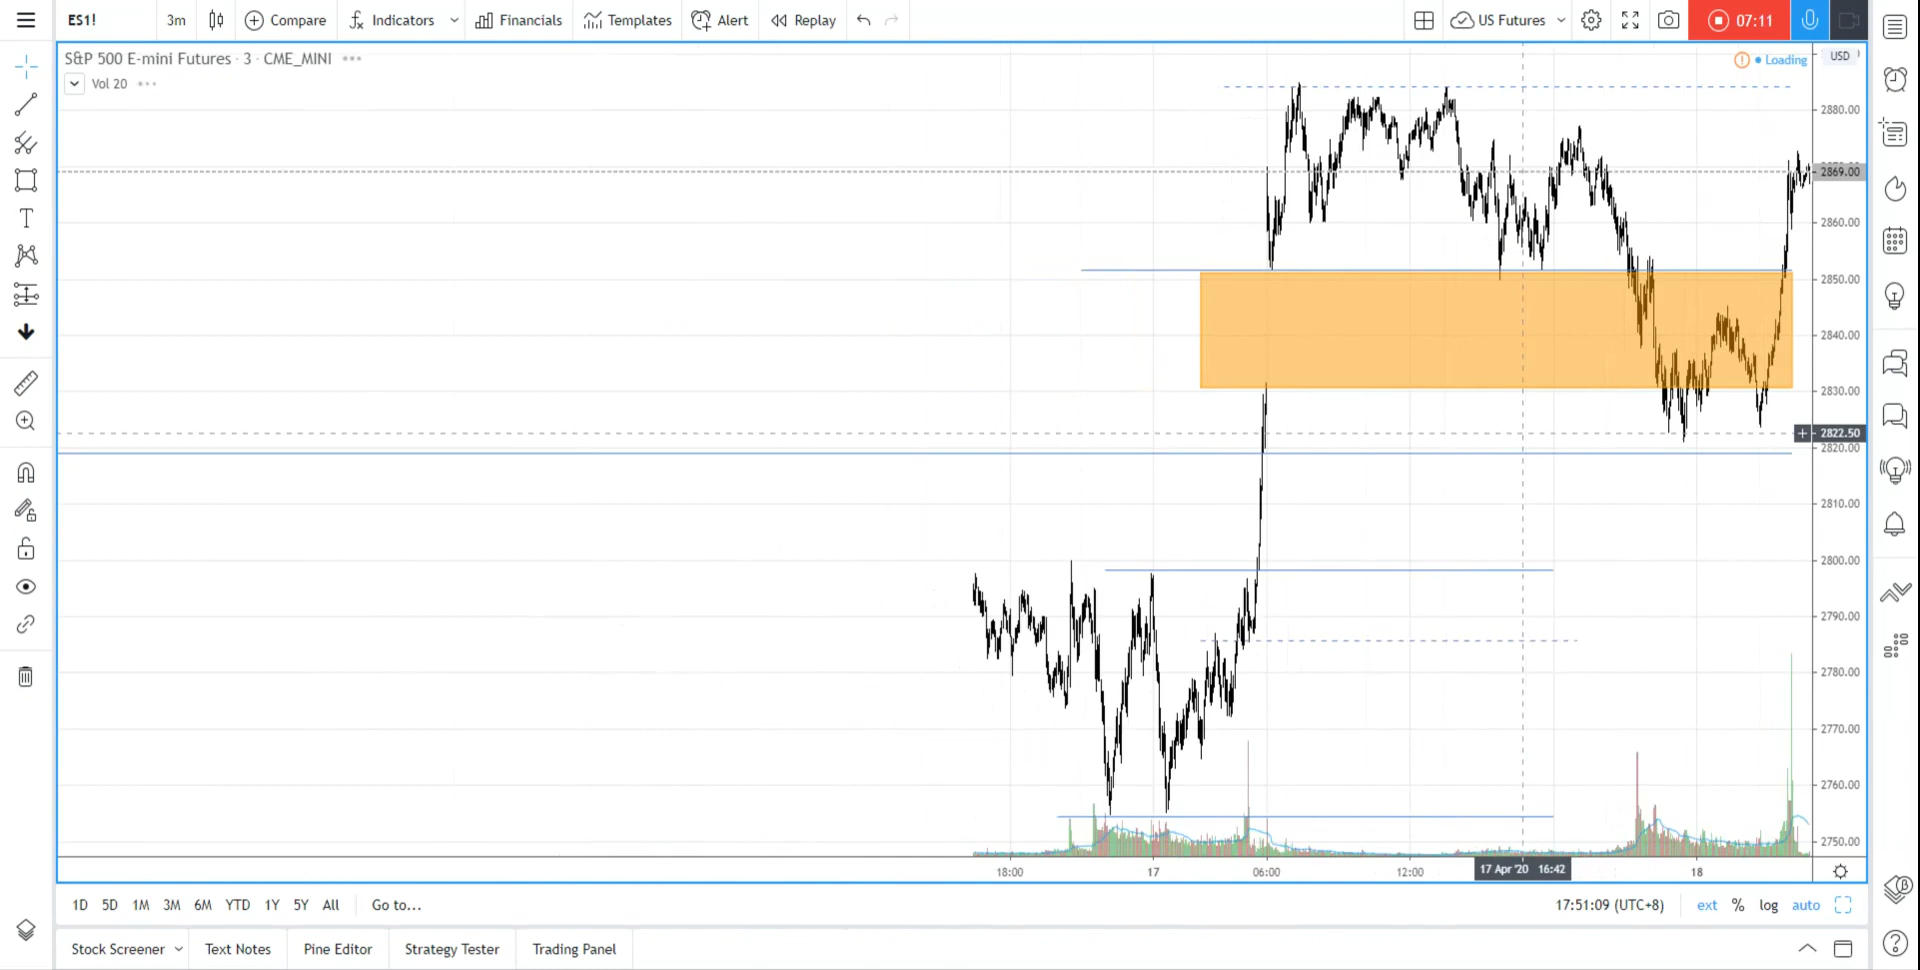 ES1! 3m Compare Indicators Financials Templates Alert Replay US Futures 07:11
S&P 500 E-mini Futures · 3 · CME_MINI
Loading
USD
Vol 20
2880.00
2869.00
2860.00
2850.00
2840.00
2830.00
2822.50
2820.00
2810.00
2800.00
2790.00
2780.00
2770.00
2760.00
2750.00
18:00 17 06:00 12:00 17 Apr '20 16:42 18
1D 5D 1M 3M 6M YTD 1Y 5Y All Go to... 17:51:09 (UTC+8) ext % log auto
Stock Screener Text Notes Pine Editor Strategy Tester Trading Panel